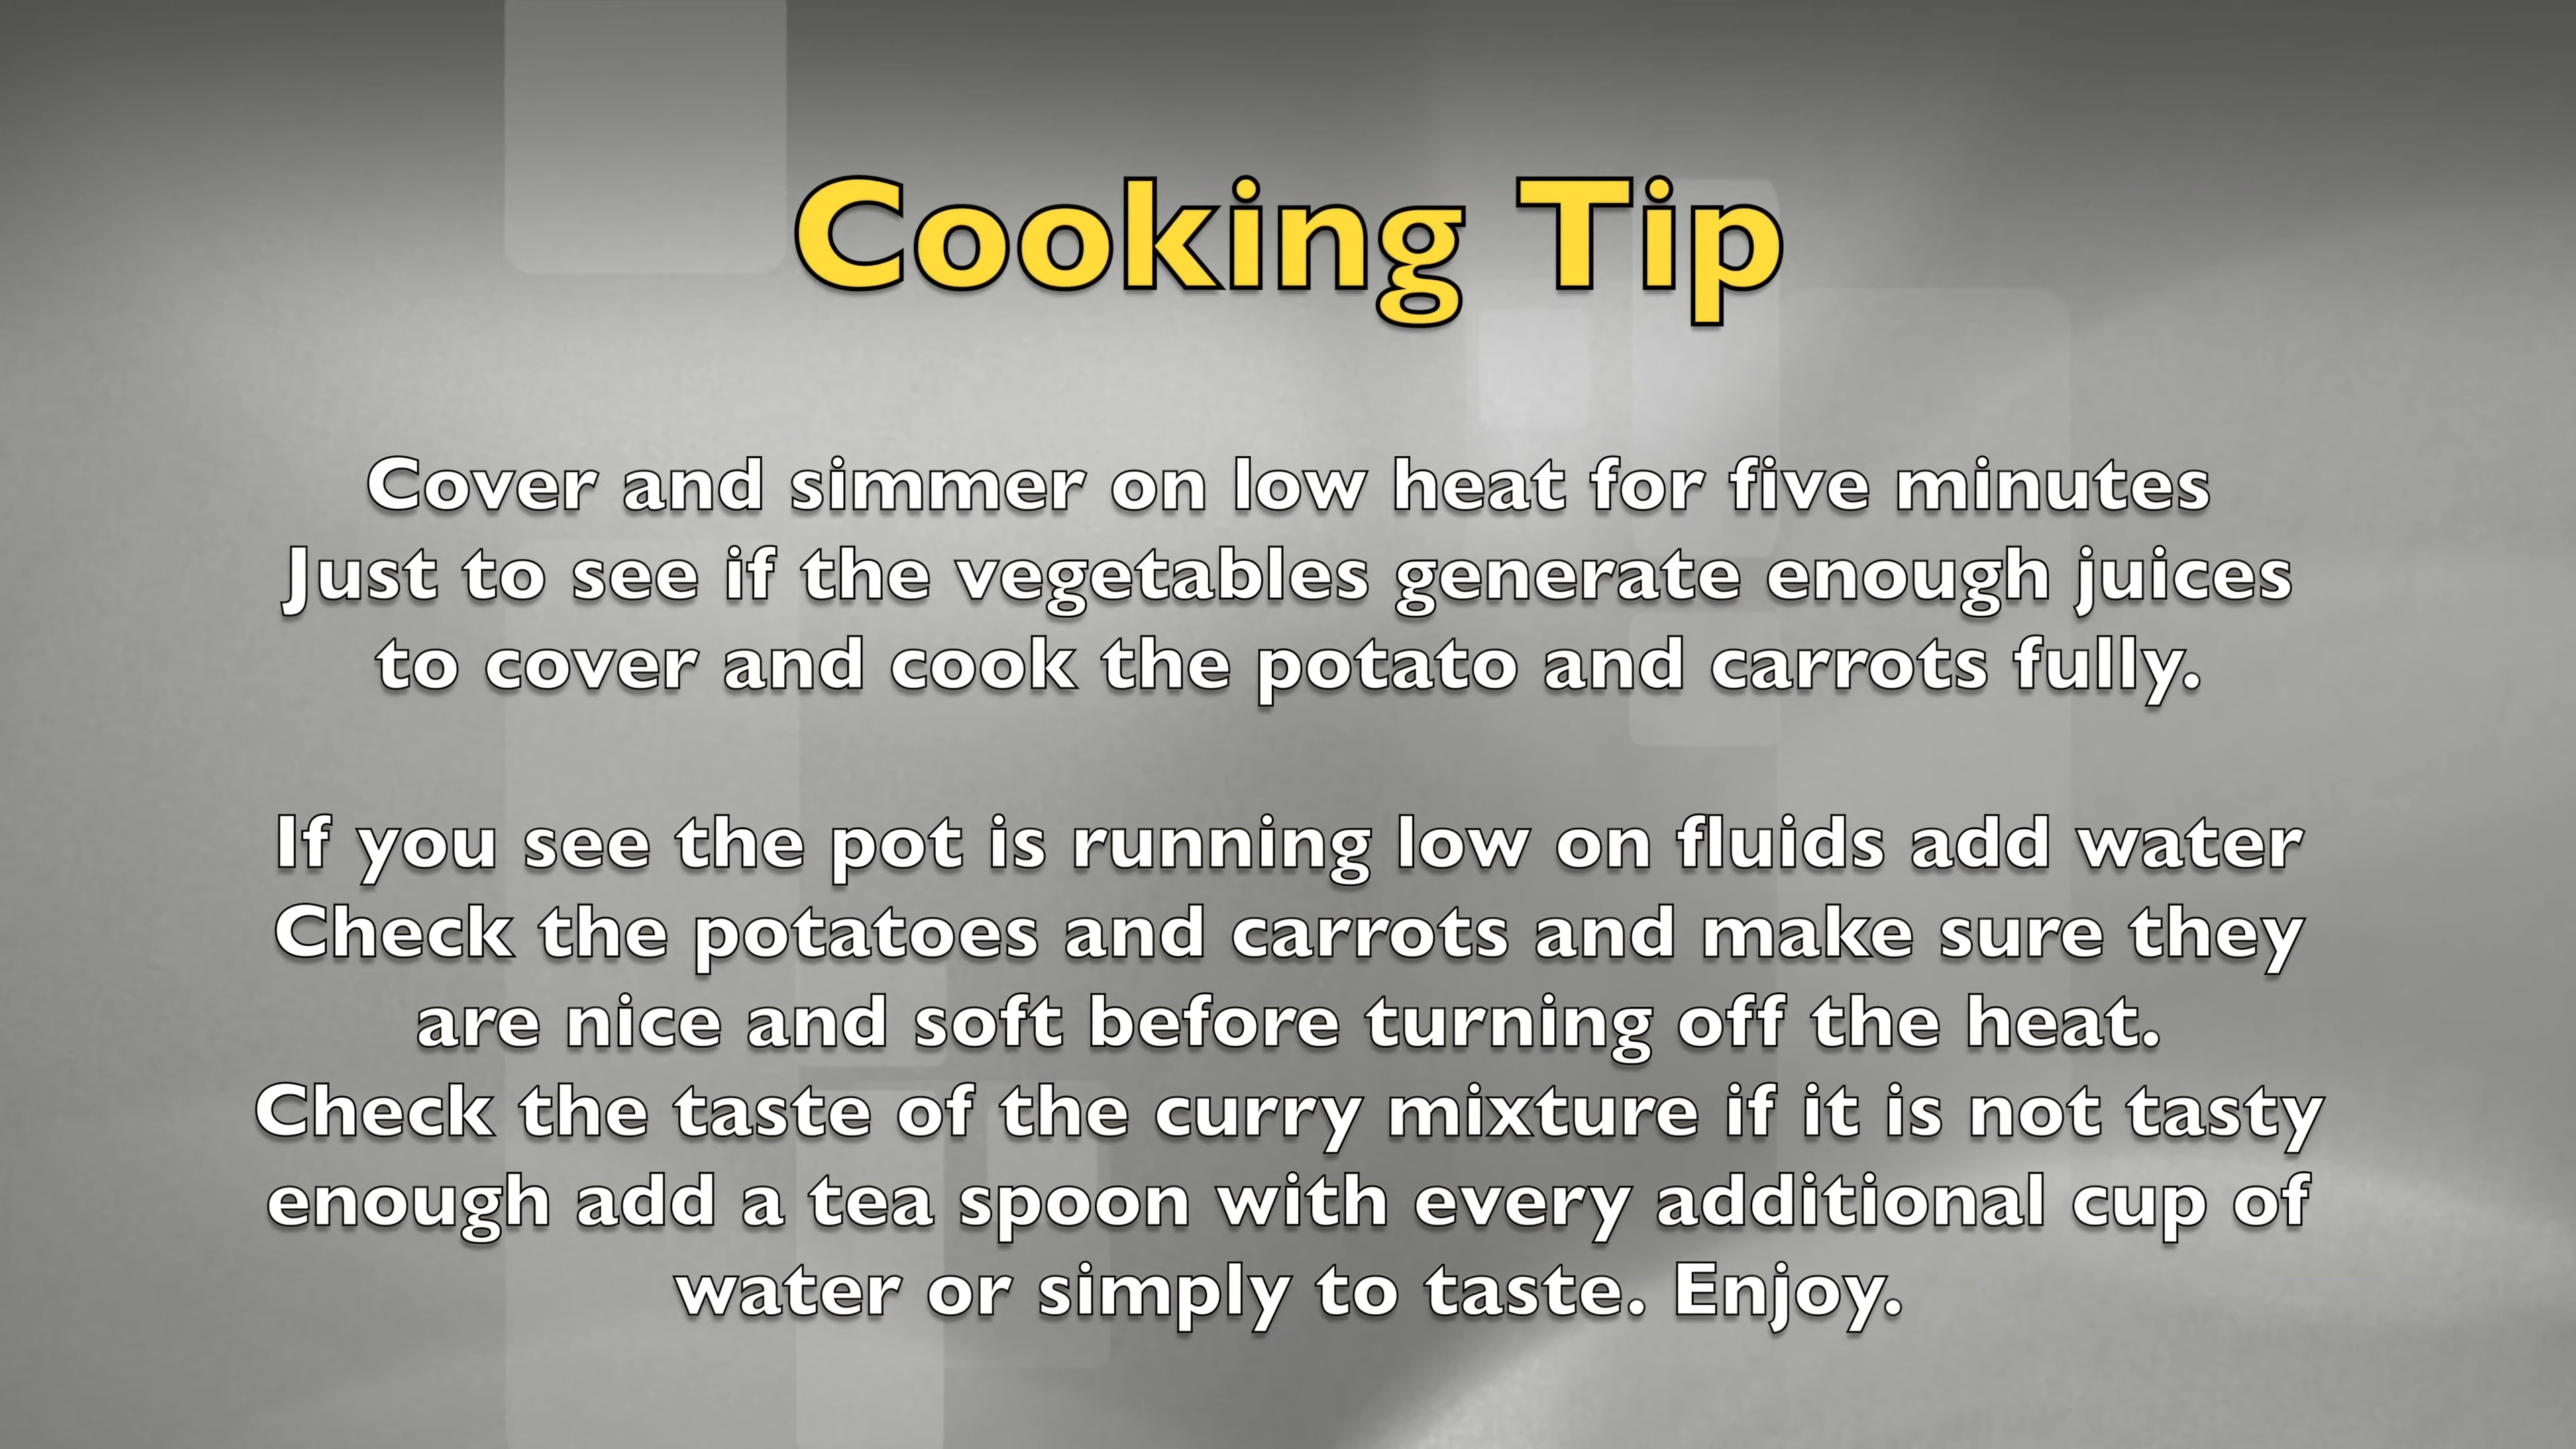 Cooking Tip
Cover and simmer on low heat for five minutes
Just to see if the vegetables generate enough juices
to cover and cook the potato and carrots fully.
If you see the pot is running low on fluids add water
Check the potatoes and carrots and make sure they
are nice and soft before turning off the heat.
Check the taste of the curry mixture if it is not tasty
enough add a tea spoon with every additional cup of
water or simply to taste. Enjoy.